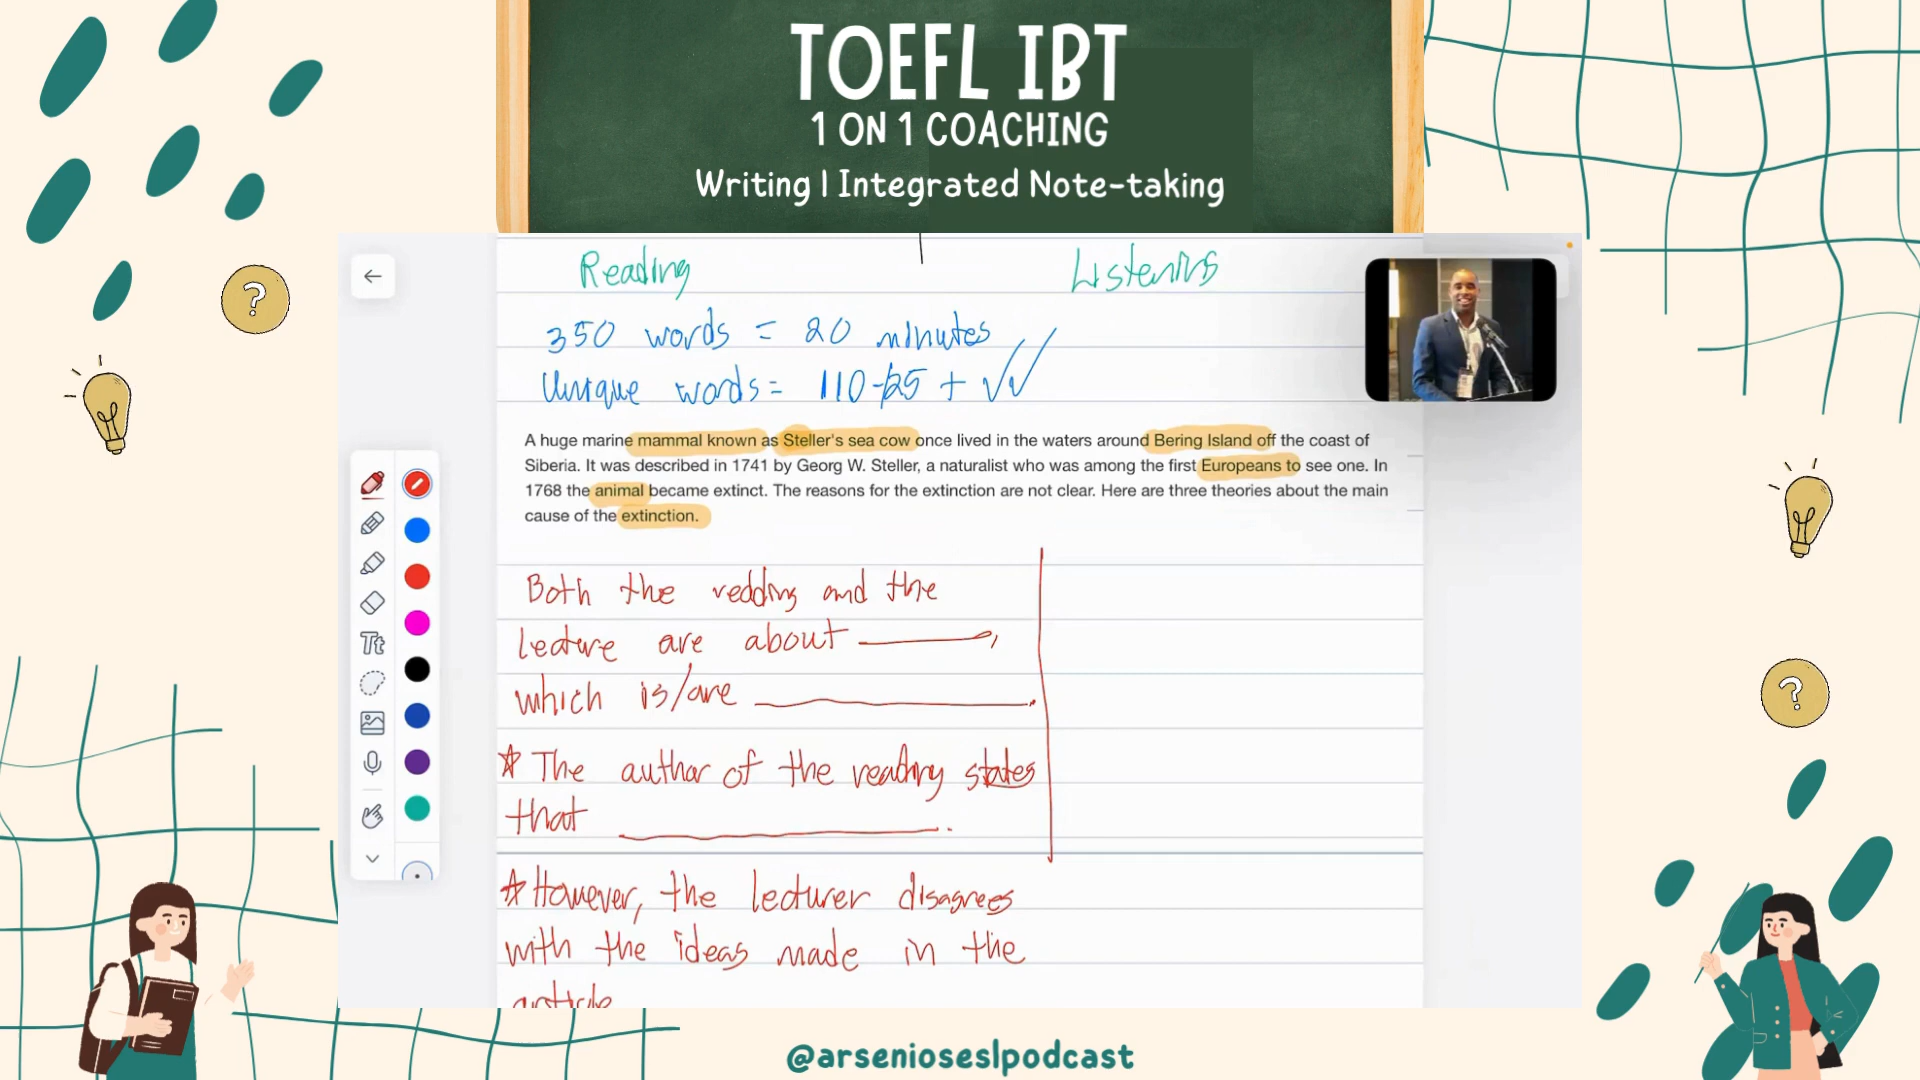 TOEFL IBT
1 ON 1 COACHING
Writing | Integrated Note-taking
Reading
Listening
350 words = 20 minutes
Unique words = 110-125 + ✓✓
A huge marine mammal known as Steller's sea cow once lived in the waters around Bering Island off the coast of
Siberia. It was described in 1741 by Georg W. Steller, a naturalist who was among the first Europeans to see one. In
1768 the animal became extinct. The reasons for the extinction are not clear. Here are three theories about the main
cause of the extinction.
Both the reading and the
lecture are about ______,
which is/are ______.
☆ The author of the reading states
that ______.
☆ However, the lecturer disagrees
with the ideas made in the
article
Tt
?
?
@arsenioseslpodcast